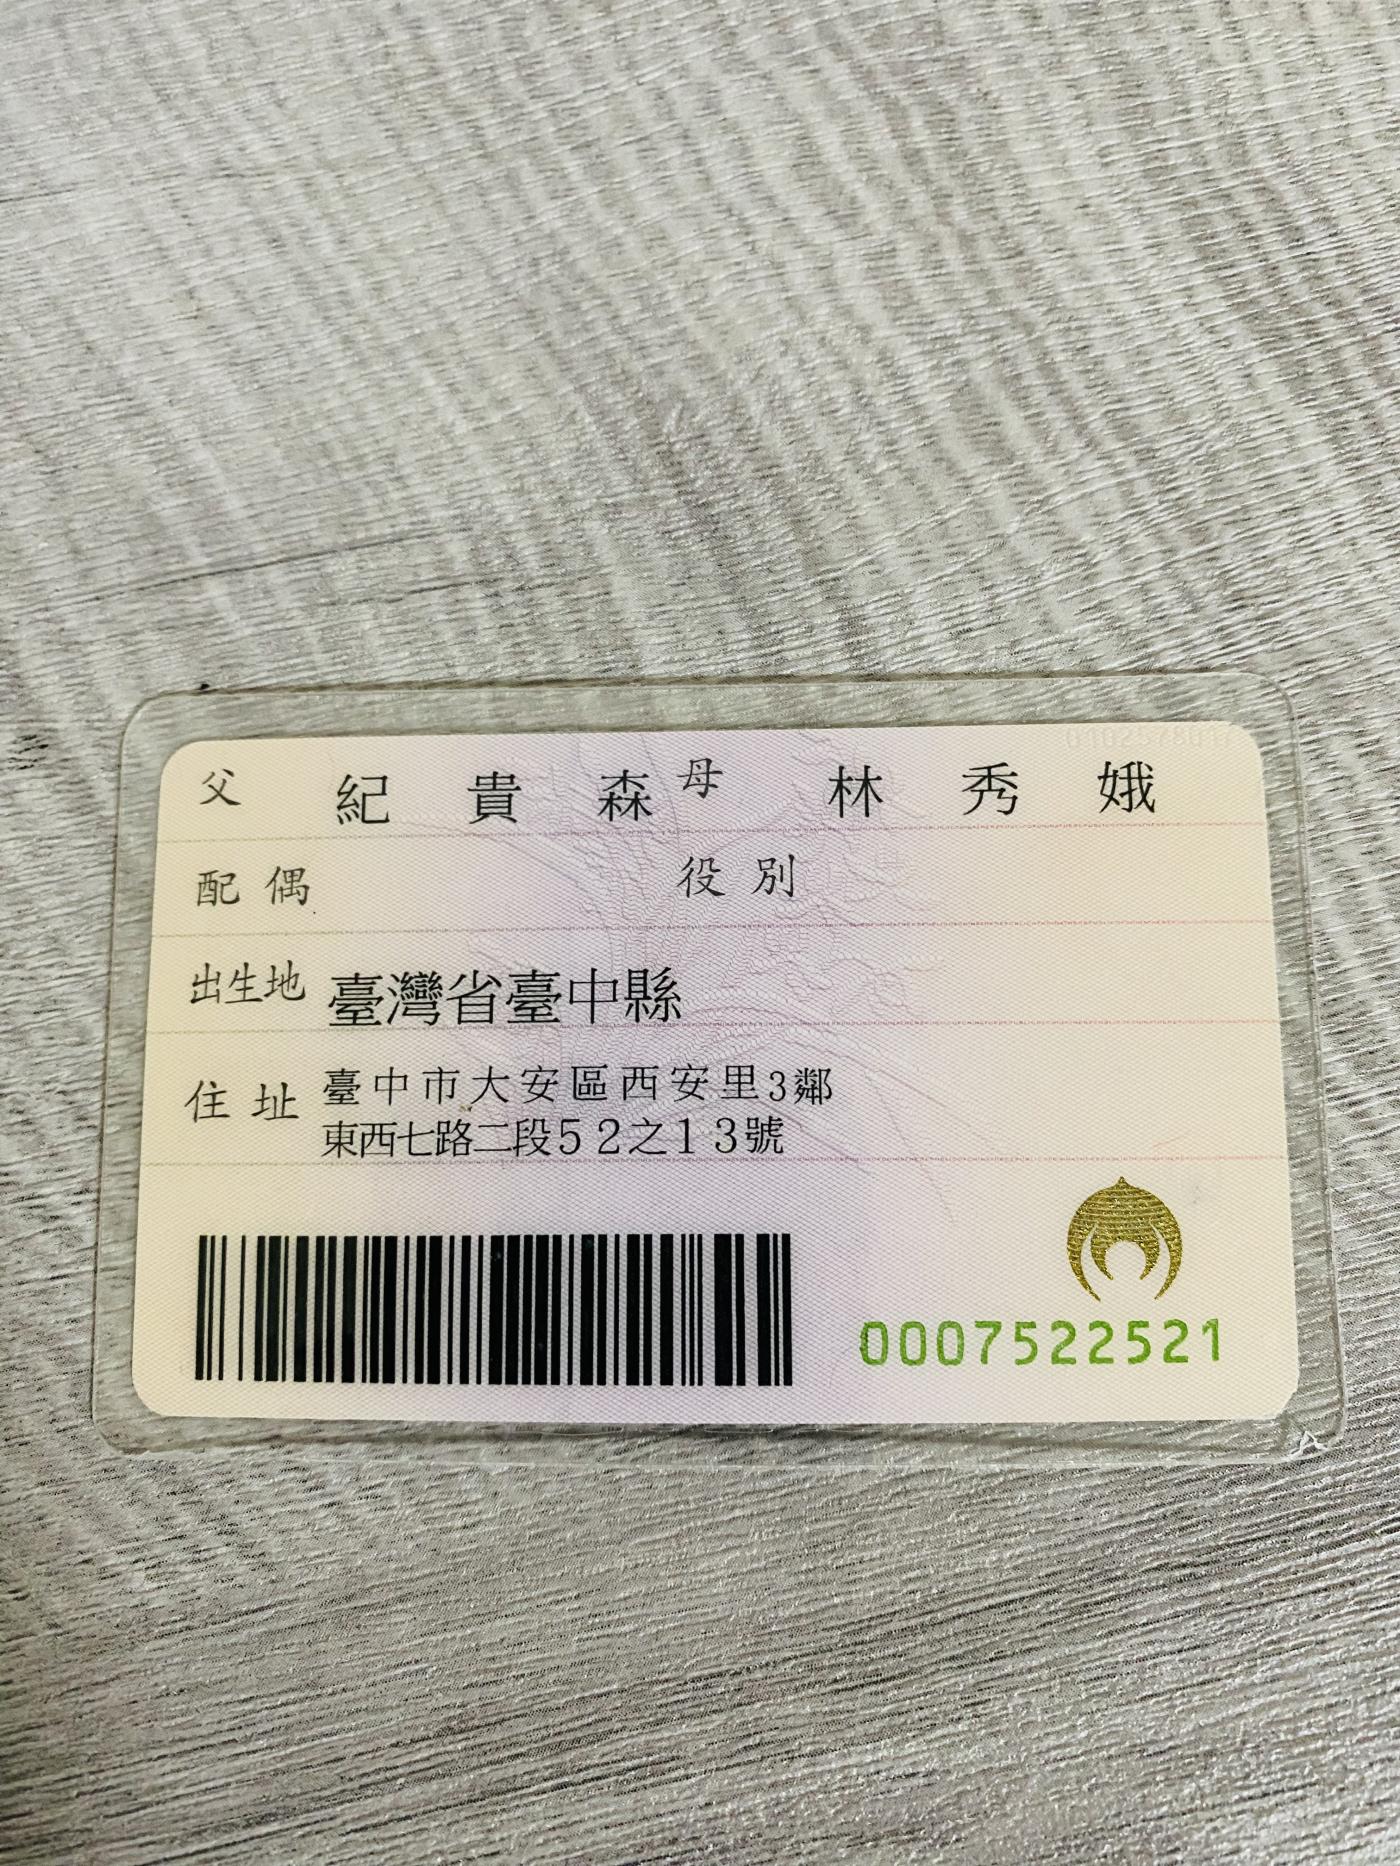 父 紀貴森 母 林秀娥
配偶 役別
出生地 臺灣省臺中縣
住址 臺中市大安區西安里3鄰
東西七路二段52之13號
0007522521